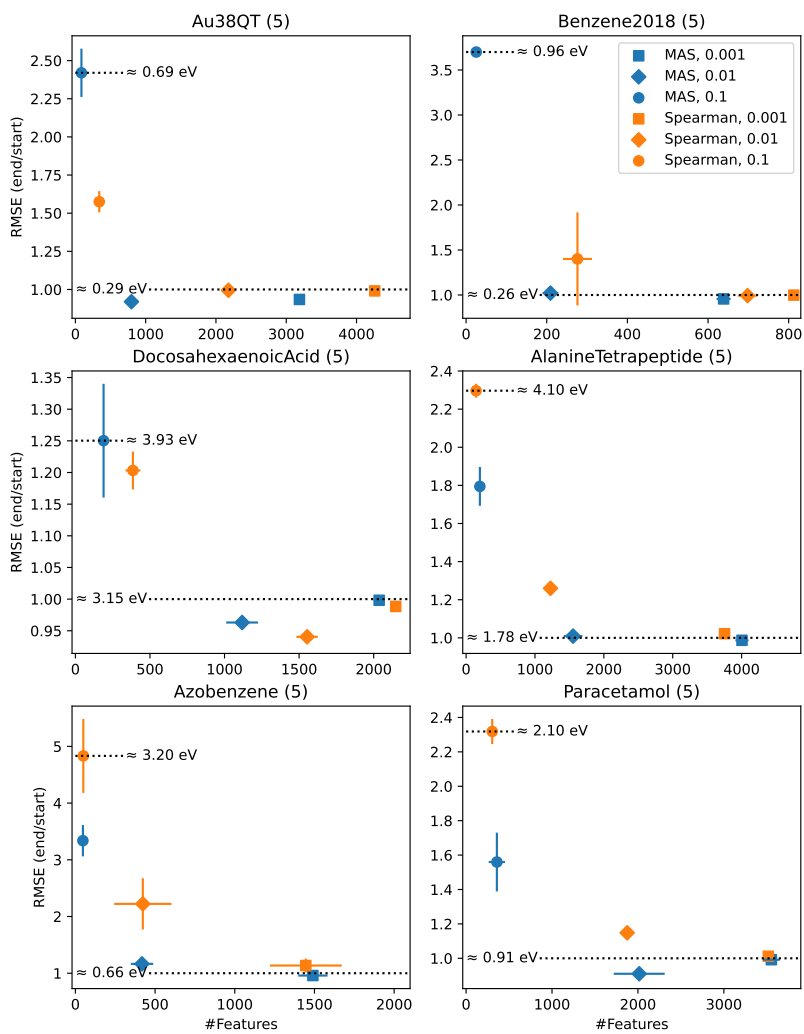 Au38QT (5)
RMSE (end/start)
2.50
2.25
2.00
1.75
1.50
1.25
1.00
≈ 0.69 eV
≈ 0.29 eV
0
1000
2000
3000
4000
Benzene2018 (5)
3.5
3.0
2.5
2.0
1.5
1.0
≈ 0.96 eV
≈ 0.26 eV
MAS, 0.001
MAS, 0.01
MAS, 0.1
Spearman, 0.001
Spearman, 0.01
Spearman, 0.1
0
200
400
600
800
DocosahexaenoicAcid (5)
RMSE (end/start)
1.35
1.30
1.25
1.20
1.15
1.10
1.05
1.00
0.95
≈ 3.93 eV
≈ 3.15 eV
0
500
1000
1500
2000
AlanineTetrapeptide (5)
2.4
2.2
2.0
1.8
1.6
1.4
1.2
1.0
≈ 4.10 eV
≈ 1.78 eV
0
1000
2000
3000
4000
Azobenzene (5)
RMSE (end/start)
5
4
3
2
1
≈ 3.20 eV
≈ 0.66 eV
0
500
1000
1500
2000
#Features
Paracetamol (5)
2.4
2.2
2.0
1.8
1.6
1.4
1.2
1.0
≈ 2.10 eV
≈ 0.91 eV
0
1000
2000
3000
#Features